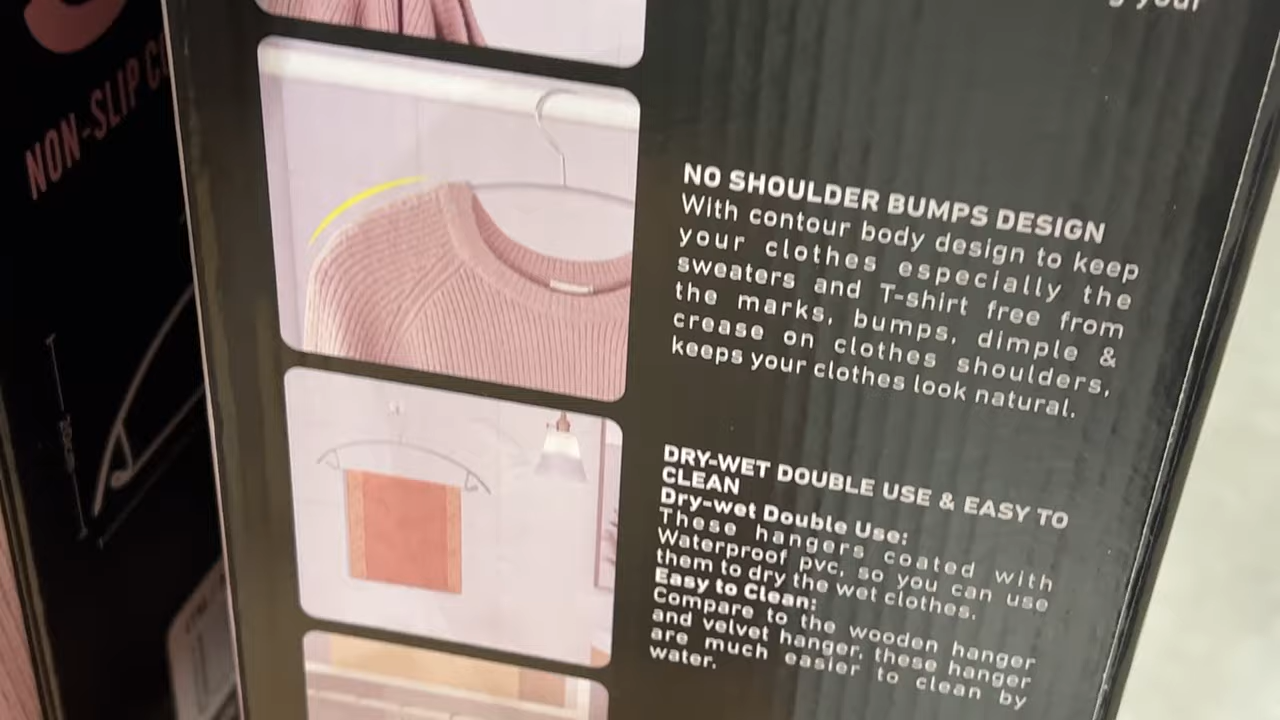 your
NON-SLIP
NO SHOULDER BUMPS DESIGN
With contour body design to keep
your clothes especially the
sweaters and T-shirt free from
the marks, bumps, dimple &
crease on clothes shoulders,
keeps your clothes look natural.
DRY-WET DOUBLE USE & EASY TO
CLEAN
Dry-wet Double Use:
These hangers coated with
Waterproof pvc, so you can use
them to dry the wet clothes.
Easy to Clean:
Compare to the wooden hanger
and velvet hanger, these hanger
are much easier to clean by
water.